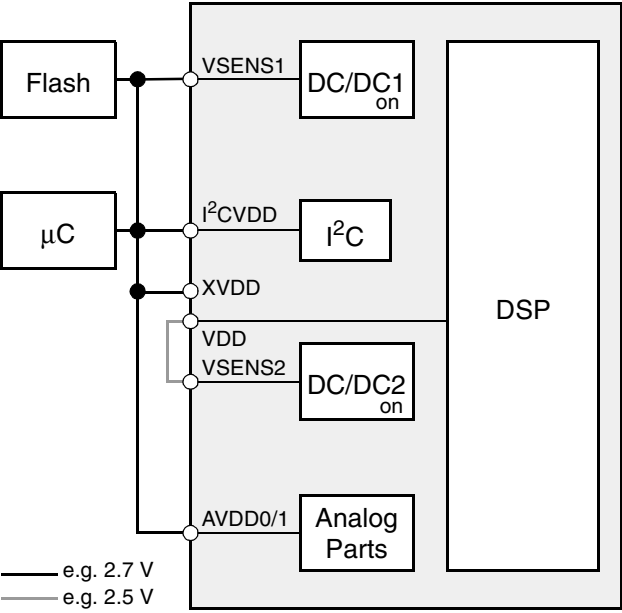 VSENS1
Flash
DC/DC1
on
I²CVDD
μC
I²C
XVDD
DSP
VDD
VSENS2
DC/DC2
on
AVDD0/1
Analog
Parts
e.g. 2.7 V
e.g. 2.5 V